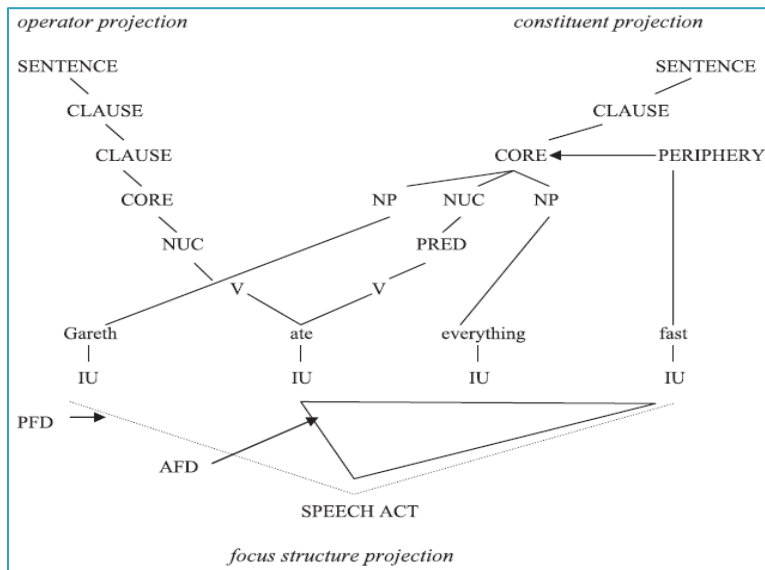 operator projection constituent projection
SENTENCE SENTENCE
CLAUSE CLAUSE
CLAUSE CORE PERIPHERY
CORE NP NUC NP
NUC PRED
V V
Gareth ate everything fast
IU IU IU IU
PFD
AFD
SPEECH ACT
focus structure projection